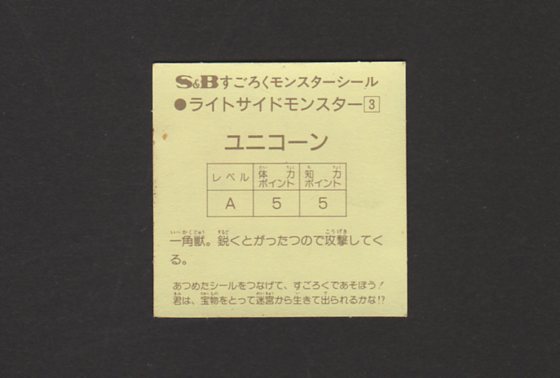 S&Bすごろくモンスターシール
●ライトサイドモンスター3
ユニコーン
レベル 体力ポイント 知力ポイント
A 5 5
一角獣。鋭くとがったつので攻撃してく
る。
あつめたシールをつなげて、すごろくであそぼう!
君は、宝物をとって迷宮から生きて出られるかな!?